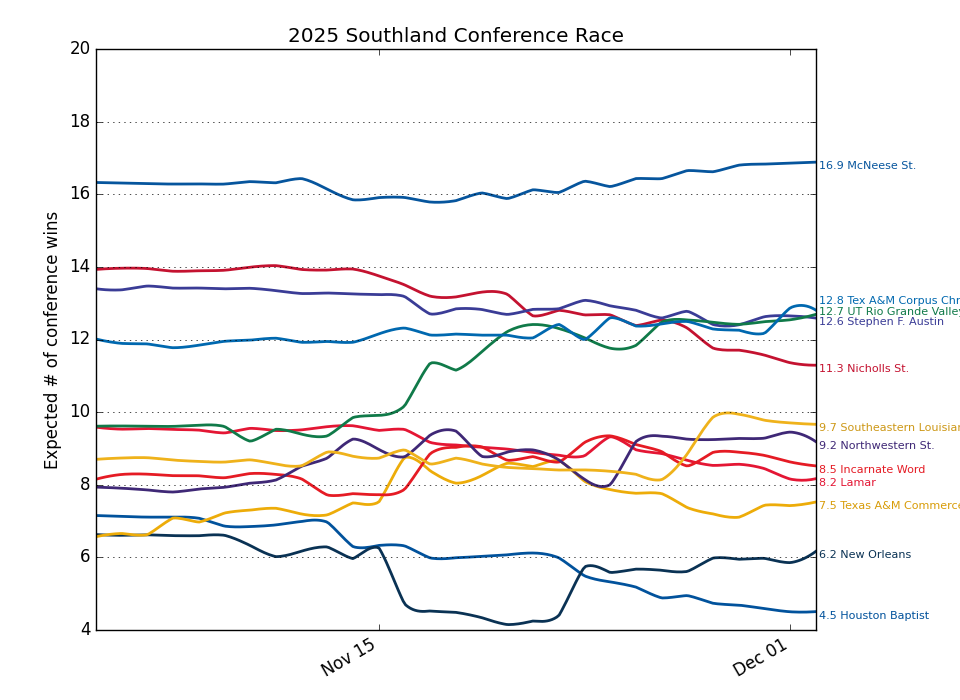 2025 Southland Conference Race
Expected # of conference wins
20
18
16
14
12
10
8
6
4
Nov 15
Dec 01
16.9 McNeese St.
12.8 Tex A&M Corpus Chr
12.7 UT Rio Grande Valley
12.6 Stephen F. Austin
11.3 Nicholls St.
9.7 Southeastern Louisian
9.2 Northwestern St.
8.5 Incarnate Word
8.2 Lamar
7.5 Texas A&M Commerce
6.2 New Orleans
4.5 Houston Baptist